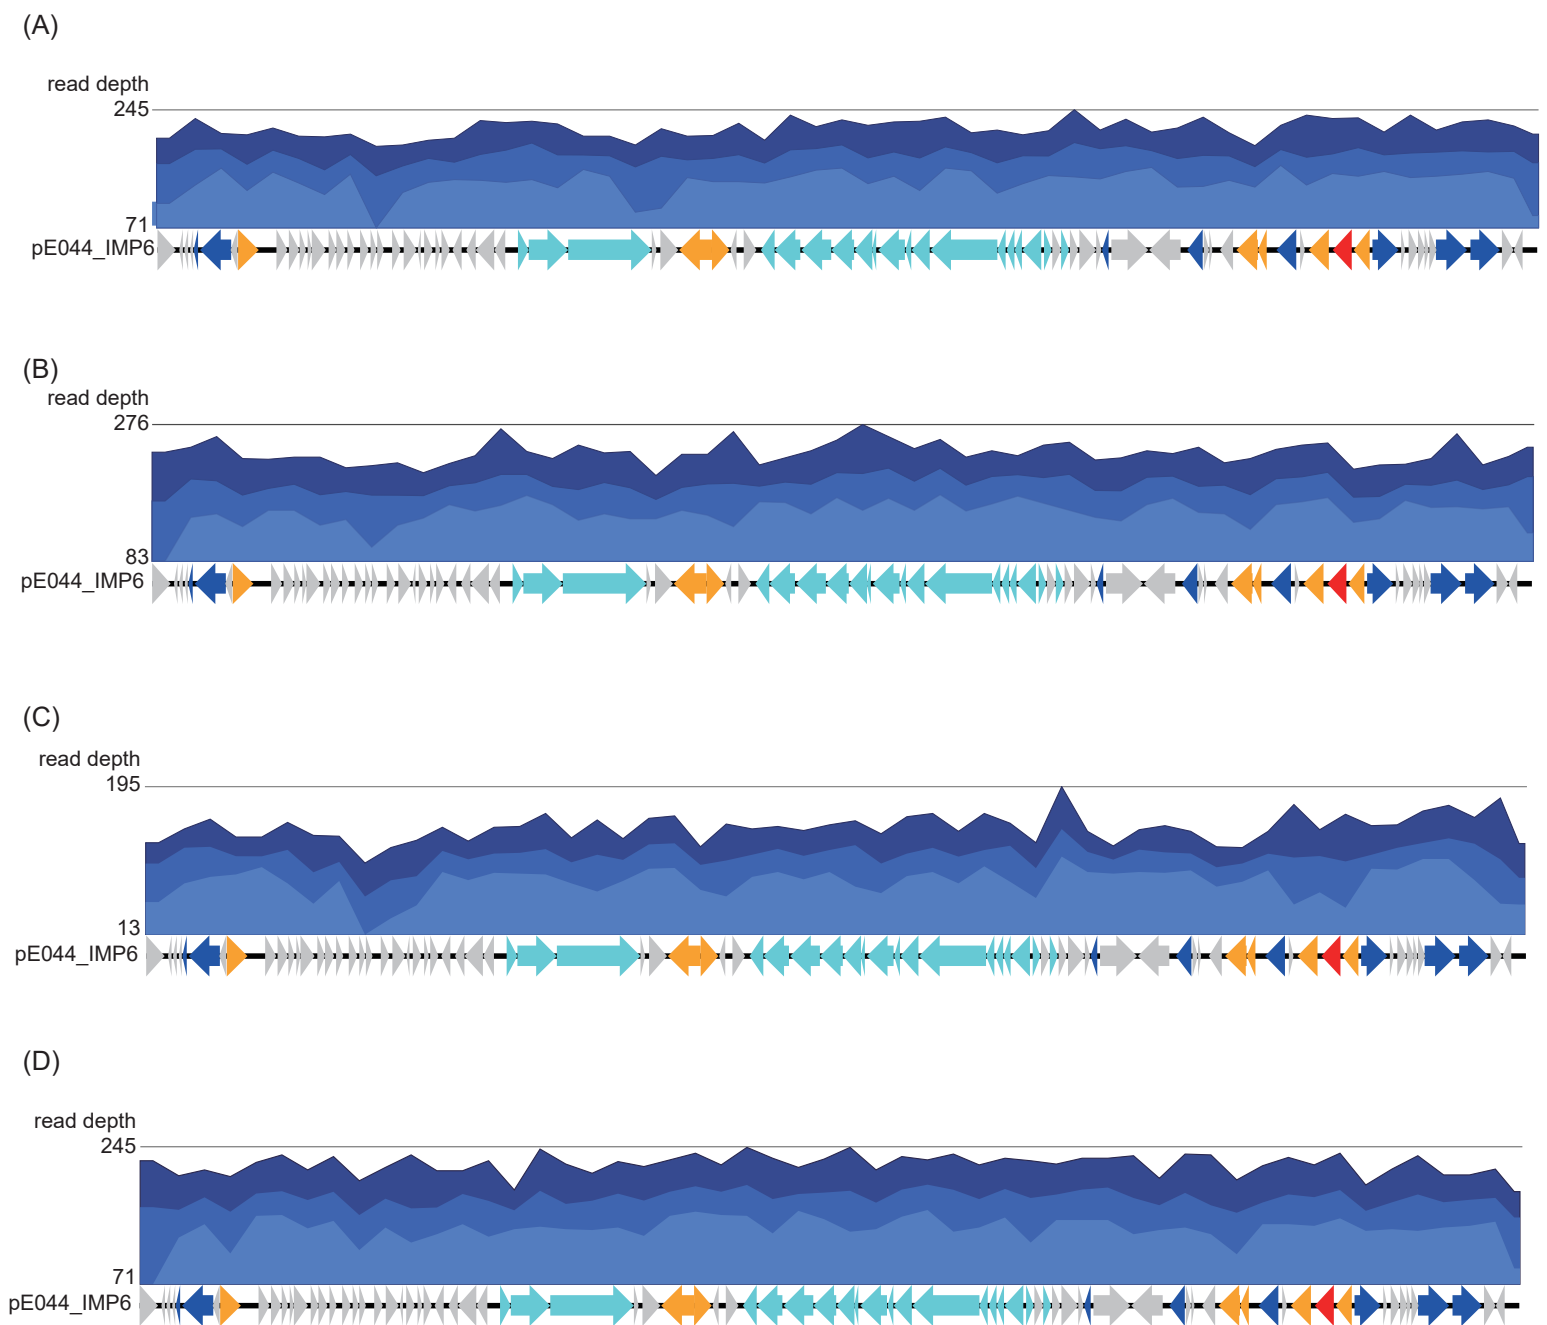 (A)
read depth
245
71
pE044_IMP6
(B)
read depth
276
83
pE044_IMP6
(C)
read depth
195
13
pE044_IMP6
(D)
read depth
245
71
pE044_IMP6